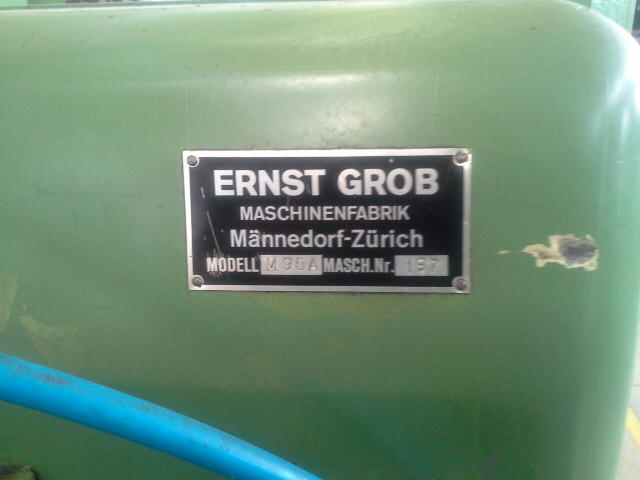 ERNST GROB
MASCHINENFABRIK
Männedorf-Zürich
MODELL M95A MASCH.Nr. 197